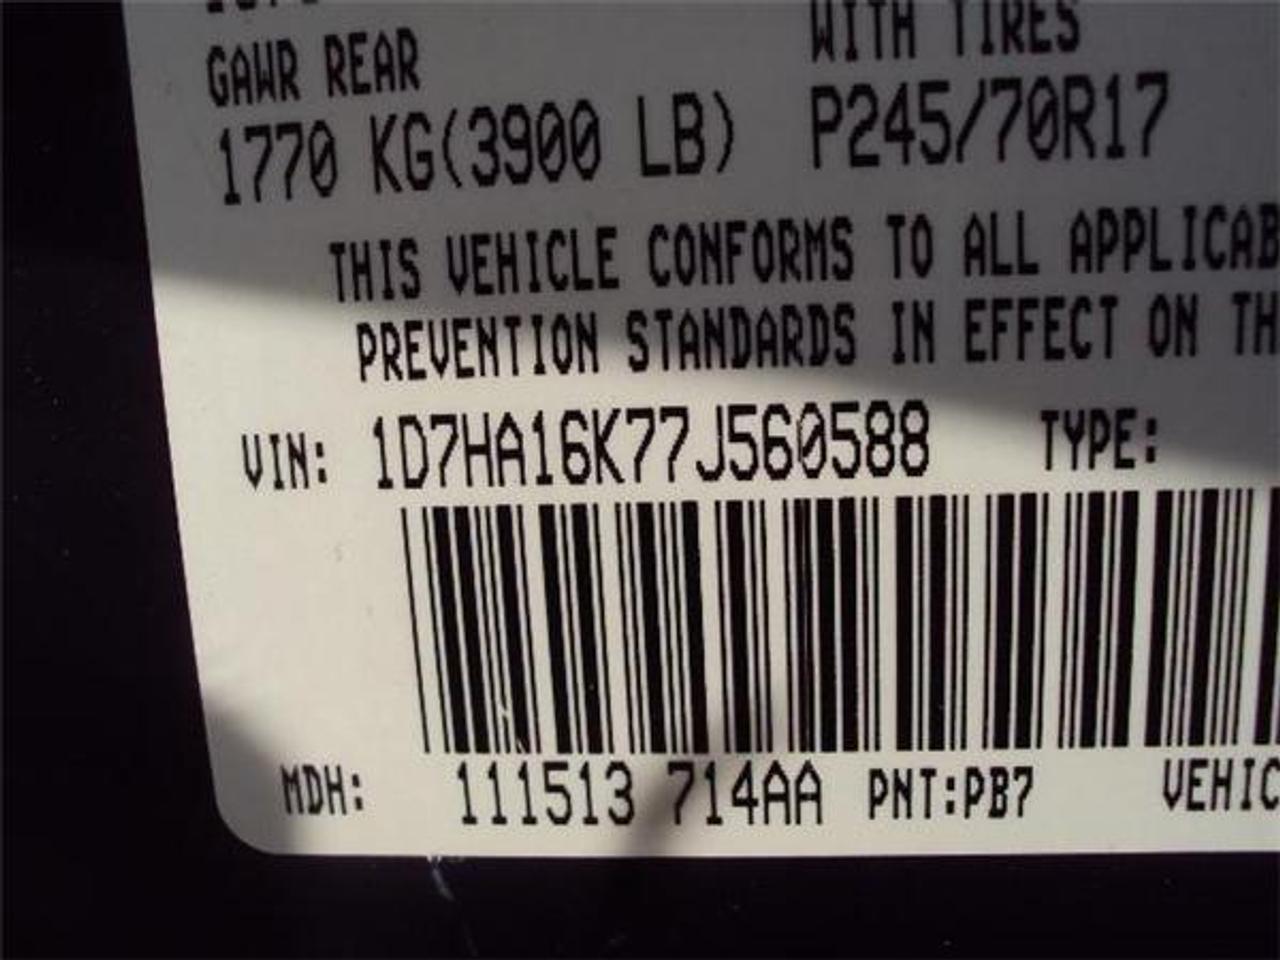 GAWR REAR WITH TIRES
1770 KG(3900 LB) P245/70R17
THIS VEHICLE CONFORMS TO ALL APPLICAB
PREVENTION STANDARDS IN EFFECT ON TH
VIN: 1D7HA16K77J560588 TYPE:
MDH: 111513 714AA PNT:PB7 VEHIC